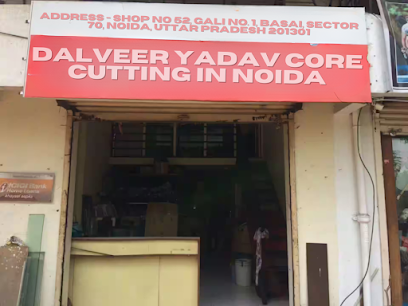 ADDRESS - SHOP NO 52, GALI NO. 1, BASAI, SECTOR
70, NOIDA, UTTAR PRADESH 201301
DALVEER YADAV CORE
CUTTING IN NOIDA